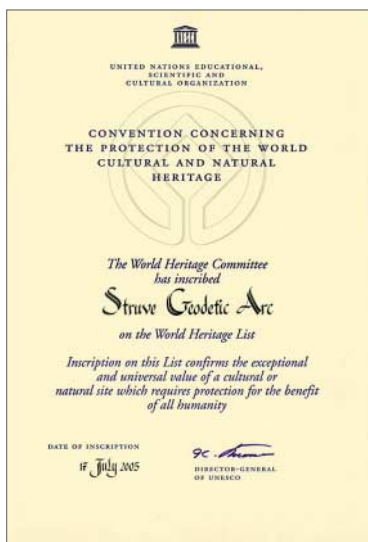 UNITED NATIONS EDUCATIONAL,
SCIENTIFIC AND
CULTURAL ORGANIZATION
CONVENTION CONCERNING
THE PROTECTION OF THE WORLD
CULTURAL AND NATURAL
HERITAGE
The World Heritage Committee
has inscribed
Struve Geodetic Arc
on the World Heritage List
Inscription on this List confirms the exceptional
and universal value of a cultural or
natural site which requires protection for the benefit
of all humanity
DATE OF INSCRIPTION
17 July 2005
DIRECTOR-GENERAL
OF UNESCO